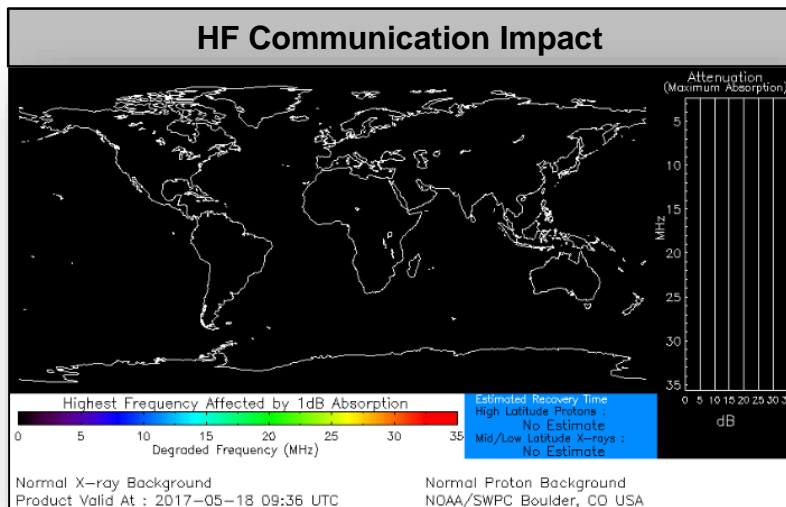 HF Communication Impact
Attenuation
(Maximum Absorption)
5
10
15
20
25
30
35
MHz
0 5 10 15 20 25 30 3
dB
Highest Frequency Affected by 1dB Absorption
0 5 10 15 20 25 30 35
Degraded Frequency (MHz)
Estimated Recovery Time
High Latitude Protons :
No Estimate
Mid/Low Latitude X-rays :
No Estimate
Normal X-ray Background
Normal Proton Background
Product Valid At : 2017-05-18 09:36 UTC
NOAA/SWPC Boulder, CO USA